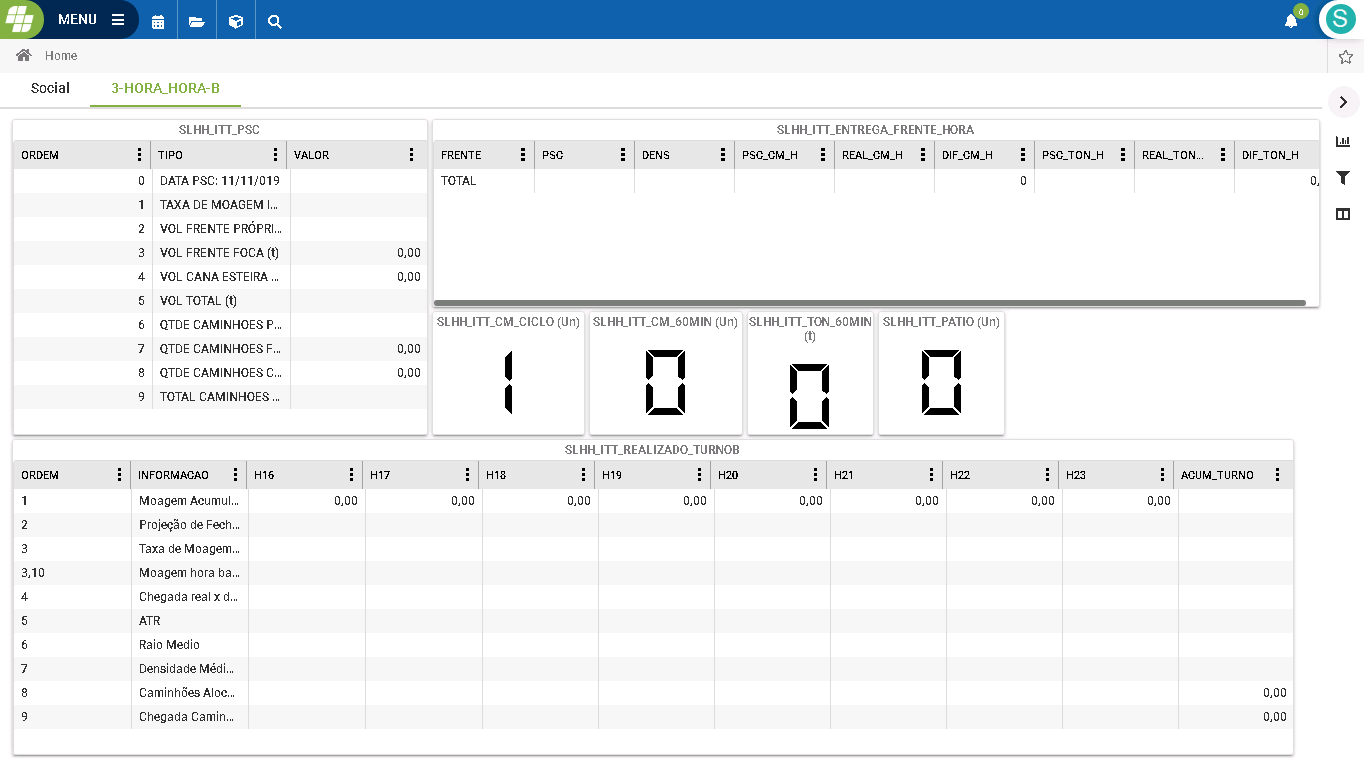 MENU
0
S
Home
Social 3-HORA_HORA-B
SLHH_ITT_PSC
ORDEM TIPO VALOR
0 DATA PSC: 11/11/019
1 TAXA DE MOAGEM I...
2 VOL FRENTE PRÓPRI...
3 VOL FRENTE FOCA (t) 0,00
4 VOL CANA ESTEIRA ... 0,00
5 VOL TOTAL (t)
6 QTDE CAMINHOES P...
7 QTDE CAMINHOES F... 0,00
8 QTDE CAMINHOES C... 0,00
9 TOTAL CAMINHOES ...
SLHH_ITT_ENTREGA_FRENTE_HORA
FRENTE PSC DENS PSC_CM_H REAL_CM_H DIF_CM_H PSC_TON_H REAL_TON... DIF_TON_H
TOTAL 0 0,
SLHH_ITT_CM_CICLO (Un)
1
SLHH_ITT_CM_60MIN (Un)
0
SLHH_ITT_TON_60MIN
(t)
0
SLHH_ITT_PATIO (Un)
0
SLHH_ITT_REALIZADO_TURNOB
ORDEM INFORMACAO H16 H17 H18 H19 H20 H21 H22 H23 ACUM_TURNO
1 Moagem Acumul... 0,00 0,00 0,00 0,00 0,00 0,00 0,00 0,00
2 Projeção de Fech...
3 Taxa de Moagem...
3,10 Moagem hora ba...
4 Chegada real x d...
5 ATR
6 Raio Medio
7 Densidade Médi...
8 Caminhões Aloc... 0,00
9 Chegada Camin... 0,00